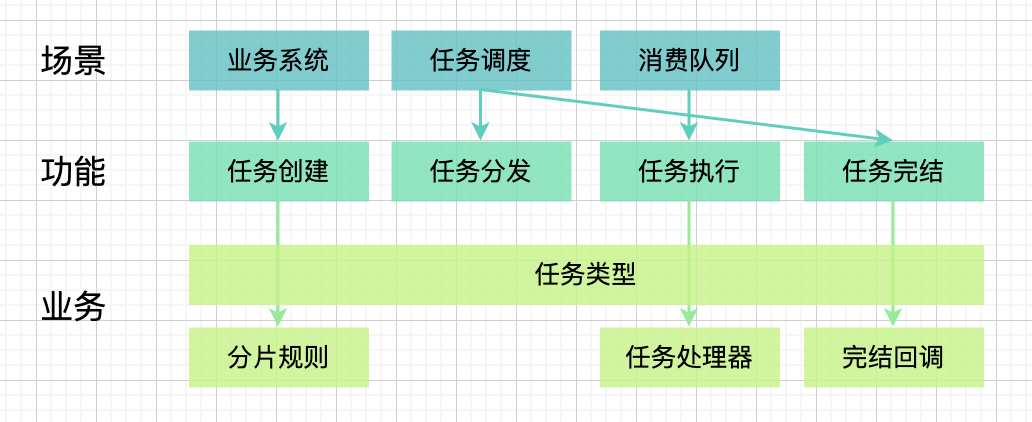 场景
业务系统
任务调度
消费队列
功能
任务创建
任务分发
任务执行
任务完结
业务
任务类型
分片规则
任务处理器
完结回调